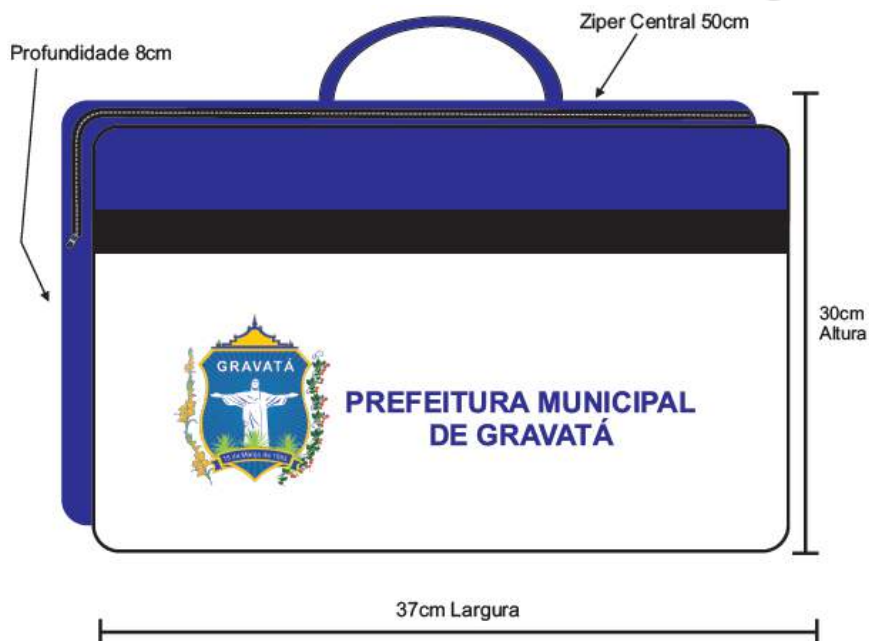 Ziper Central 50cm
Profundidade 8cm
30cm
Altura
GRAVATÁ
PREFEITURA MUNICIPAL
DE GRAVATÁ
37cm Largura